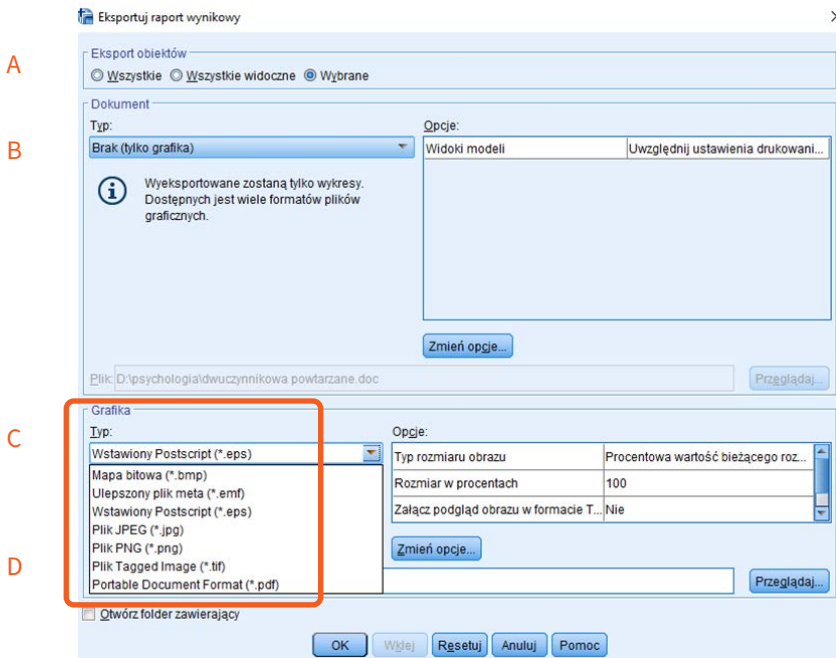 Eksportuj raport wynikowy
A
Eksport obiektów
Wszystkie Wszystkie widoczne Wybrane
Dokument
Typ:
Opcje:
B
Brak (tylko grafika)
Widoki modeli
Uwzględnij ustawienia drukowani...
Wyeksportowane zostaną tylko wykresy.
Dostępnych jest wiele formatów plików
graficznych.
Zmień opcje...
Plik: D:\psychologia\dwuczynnikowa powtarzane.doc
Przeglądaj...
Grafika
C
Typ:
Opcje:
Wstawiony Postscript (*.eps)
Typ rozmiaru obrazu
Procentowa wartość bieżącego roz...
Mapa bitowa (*.bmp)
Ulepszony plik meta (*.emf)
Rozmiar w procentach
100
Wstawiony Postscript (*.eps)
Załącz podgląd obrazu w formacie T...
Nie
Plik JPEG (*.jpg)
Plik PNG (*.png)
Zmień opcje...
D
Plik Tagged Image (*.tif)
Portable Document Format (*.pdf)
Przeglądaj...
Otwórz folder zawierający
OK Wklej Resetuj Anuluj Pomoc